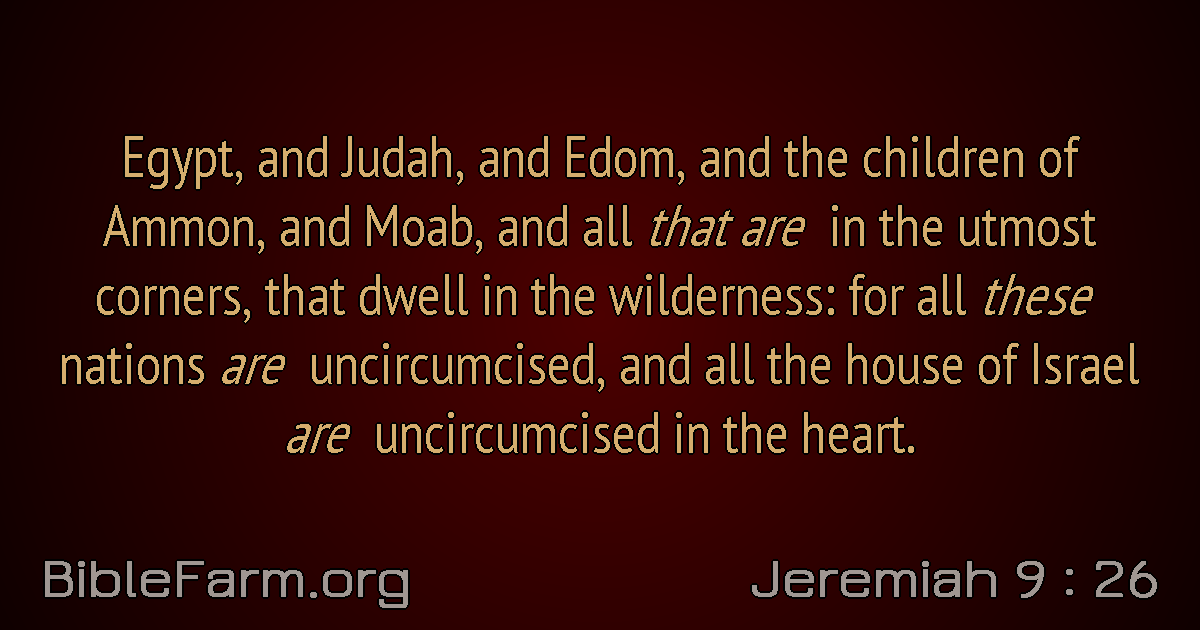 Egypt, and Judah, and Edom, and the children of
Ammon, and Moab, and all that are in the utmost
corners, that dwell in the wilderness: for all these
nations are uncircumcised, and all the house of Israel
are uncircumcised in the heart.
BibleFarm.org
Jeremiah 9 : 26